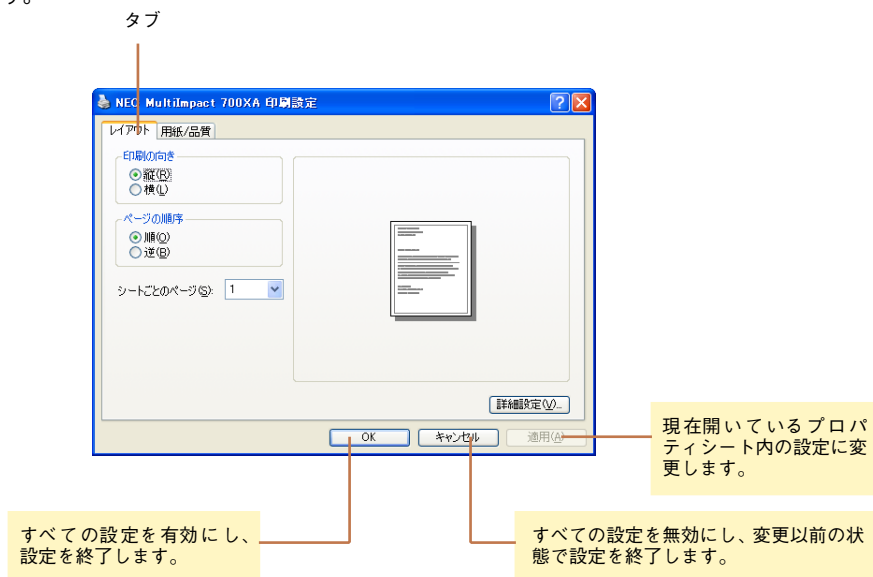 す。
タブ
NEC MultiImpact 700XA 印刷設定
レイアウト 用紙/品質
印刷の向き
縦(R)
横(L)
ページの順序
順(O)
逆(B)
シートごとのページ(S): 1
詳細設定(V)...
OK キャンセル 適用(A)
現在開いているプロパ
ティシート内の設定に変
更します。
すべての設定を有効にし、
設定を終了します。
すべての設定を無効にし、変更以前の状
態で設定を終了します。